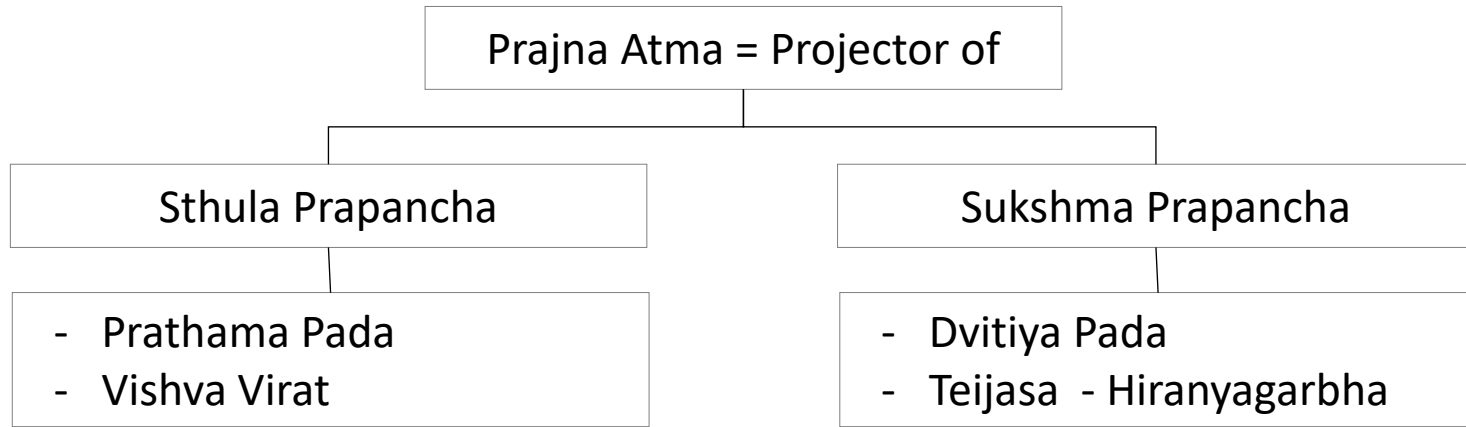 Prajna Atma = Projector of
Sthula Prapancha
Sukshma Prapancha
- Prathama Pada
- Vishva Virat
- Dvitiya Pada
- Teijasa - Hiranyagarbha